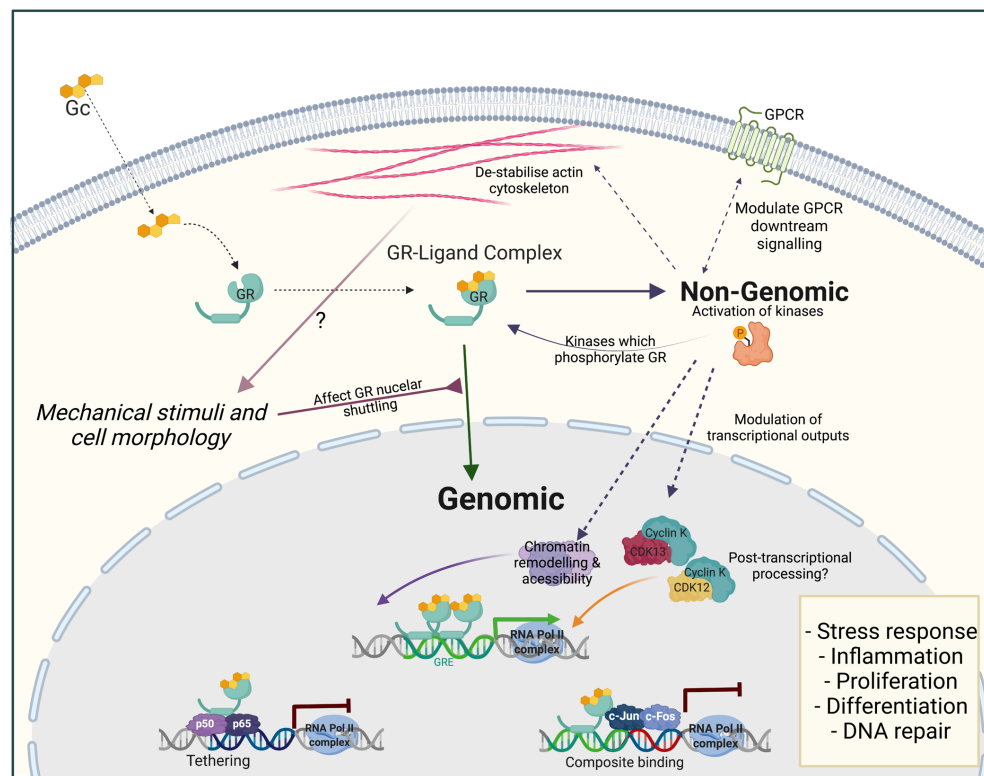 Gc
GPCR
De-stabilise actin
cytoskeleton
Modulate GPCR
downtream
signalling
GR-Ligand Complex
GR
GR
Non-Genomic
Activation of kinases
P
?
Kinases which
phosphorylate GR
Mechanical stimuli and
cell morphology
Affect GR nucelar
shuttling
Modulation of
transcriptional outputs
Genomic
Chromatin
remodelling &
acessibility
Cyclin K
CDK13
Cyclin K
CDK12
Post-transcriptional
processing?
RNA Pol II
complex
GRE
- Stress response
- Inflammation
- Proliferation
- Differentiation
- DNA repair
p50
p65
RNA Pol II
complex
Tethering
c-Jun
c-Fos
RNA Pol II
complex
Composite binding